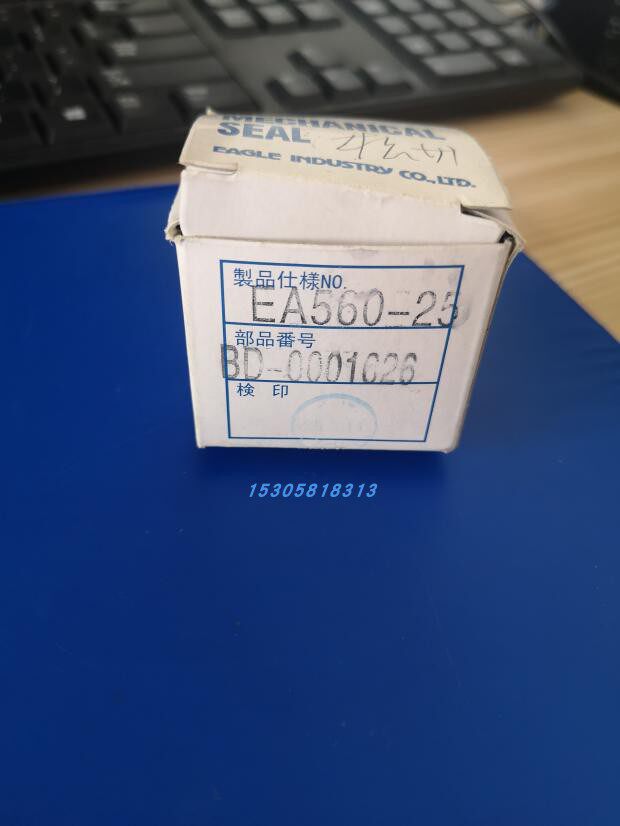 MECHANICAL
SEAL
EAGLE INDUSTRY CO., LTD.
製品仕様NO.
EA560-25
部品番号
BD-0001626
検 印
15305818313